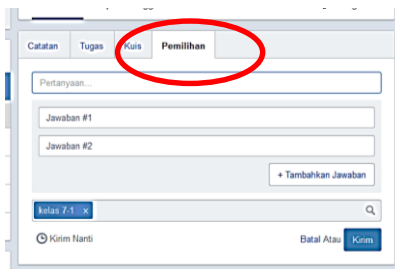 Catatan Tugas Kuis Pemilihan
Pertanyaan...
Jawaban #1
Jawaban #2
+ Tambahkan Jawaban
kelas 7-1 x
Kirim Nanti Batal Atau Kirim